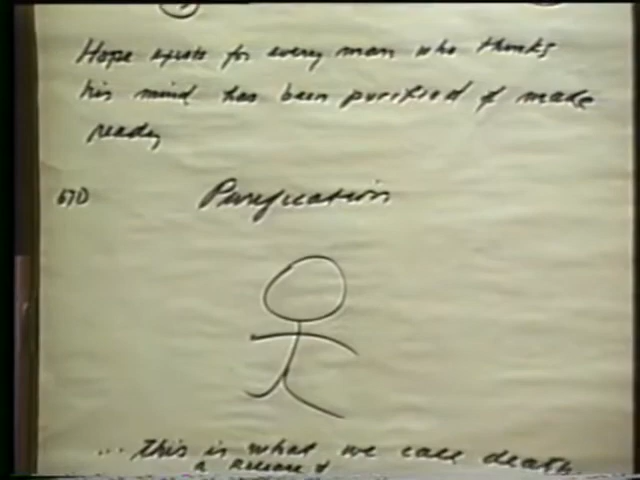 Hope exists for every man who thinks
his mind has been purified & made
ready
67D
Purification
... this is what we call death
a release &